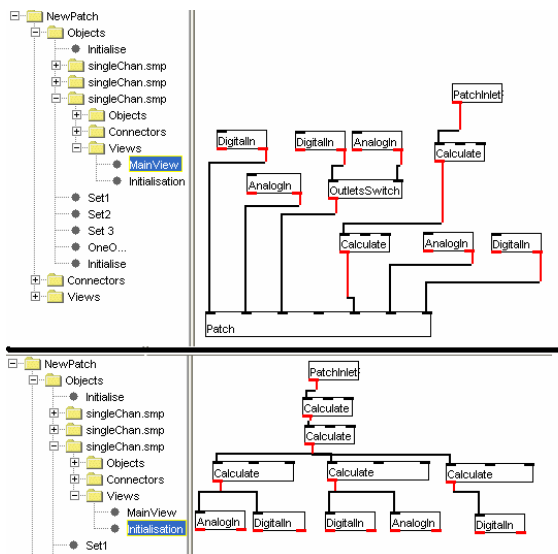 NewPatch
Objects
Initialise
singleChan.smp
singleChan.smp
singleChan.smp
Objects
Connectors
Views
MainView
Initialisation
Set1
Set2
Set 3
OneO...
Initialise
Connectors
Views
PatchInlet
DigitalIn
DigitalIn
AnalogIn
Calculate
AnalogIn
OutletsSwitch
Calculate
AnalogIn
DigitalIn
Patch
NewPatch
Objects
Initialise
singleChan.smp
singleChan.smp
singleChan.smp
Objects
Connectors
Views
MainView
Initialisation
Set1
PatchInlet
Calculate
Calculate
Calculate
Calculate
Calculate
AnalogIn
DigitalIn
DigitalIn
AnalogIn
DigitalIn